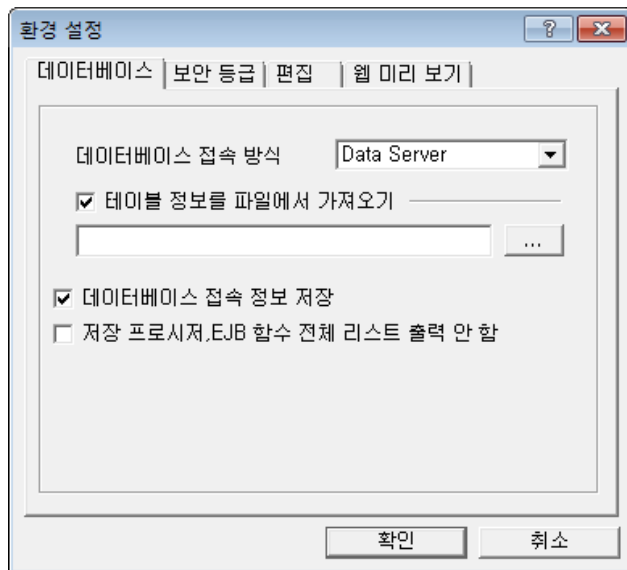 환경 설정
데이터베이스 보안 등급 편집 웹 미리 보기
데이터베이스 접속 방식 Data Server
테이블 정보를 파일에서 가져오기
...
데이터베이스 접속 정보 저장
저장 프로시저,EJB 함수 전체 리스트 출력 안 함
확인 취소